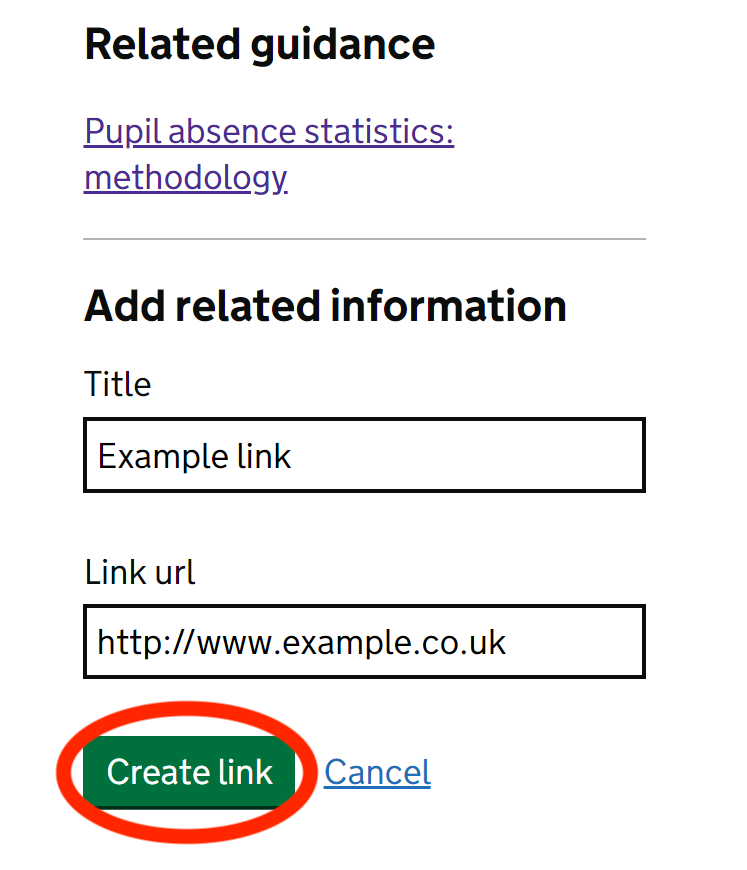 Related guidance
Pupil absence statistics:
methodology
Add related information
Title
Example link
Link url
http://www.example.co.uk
Create link Cancel